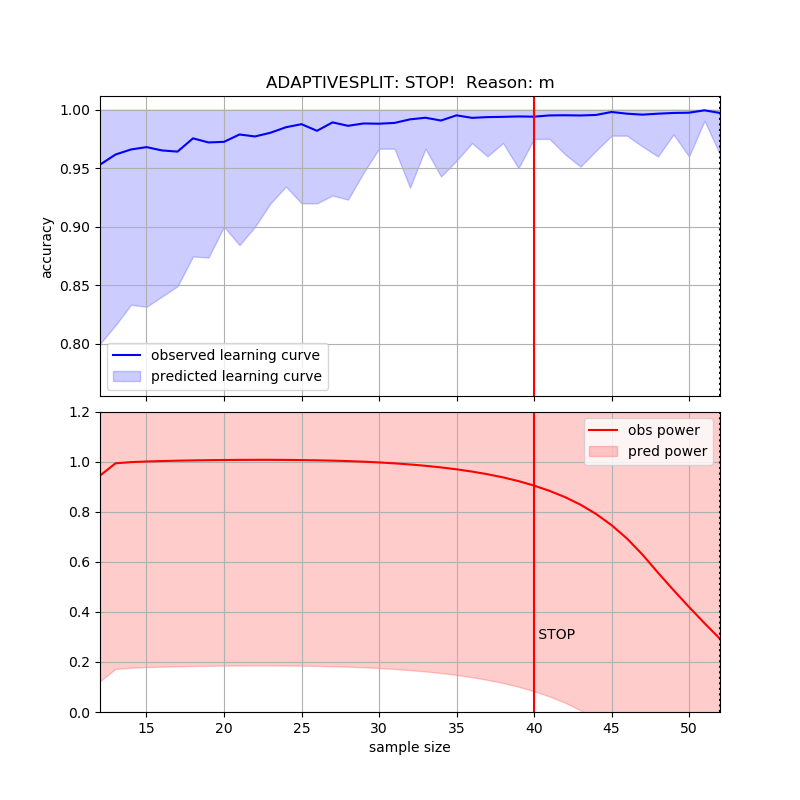 ADAPTIVESPLIT: STOP!  Reason: m
1.00
0.95
0.90
0.85
0.80
accuracy
observed learning curve
predicted learning curve
1.2
1.0
0.8
0.6
0.4
0.2
0.0
obs power
pred power
STOP
15 20 25 30 35 40 45 50
sample size